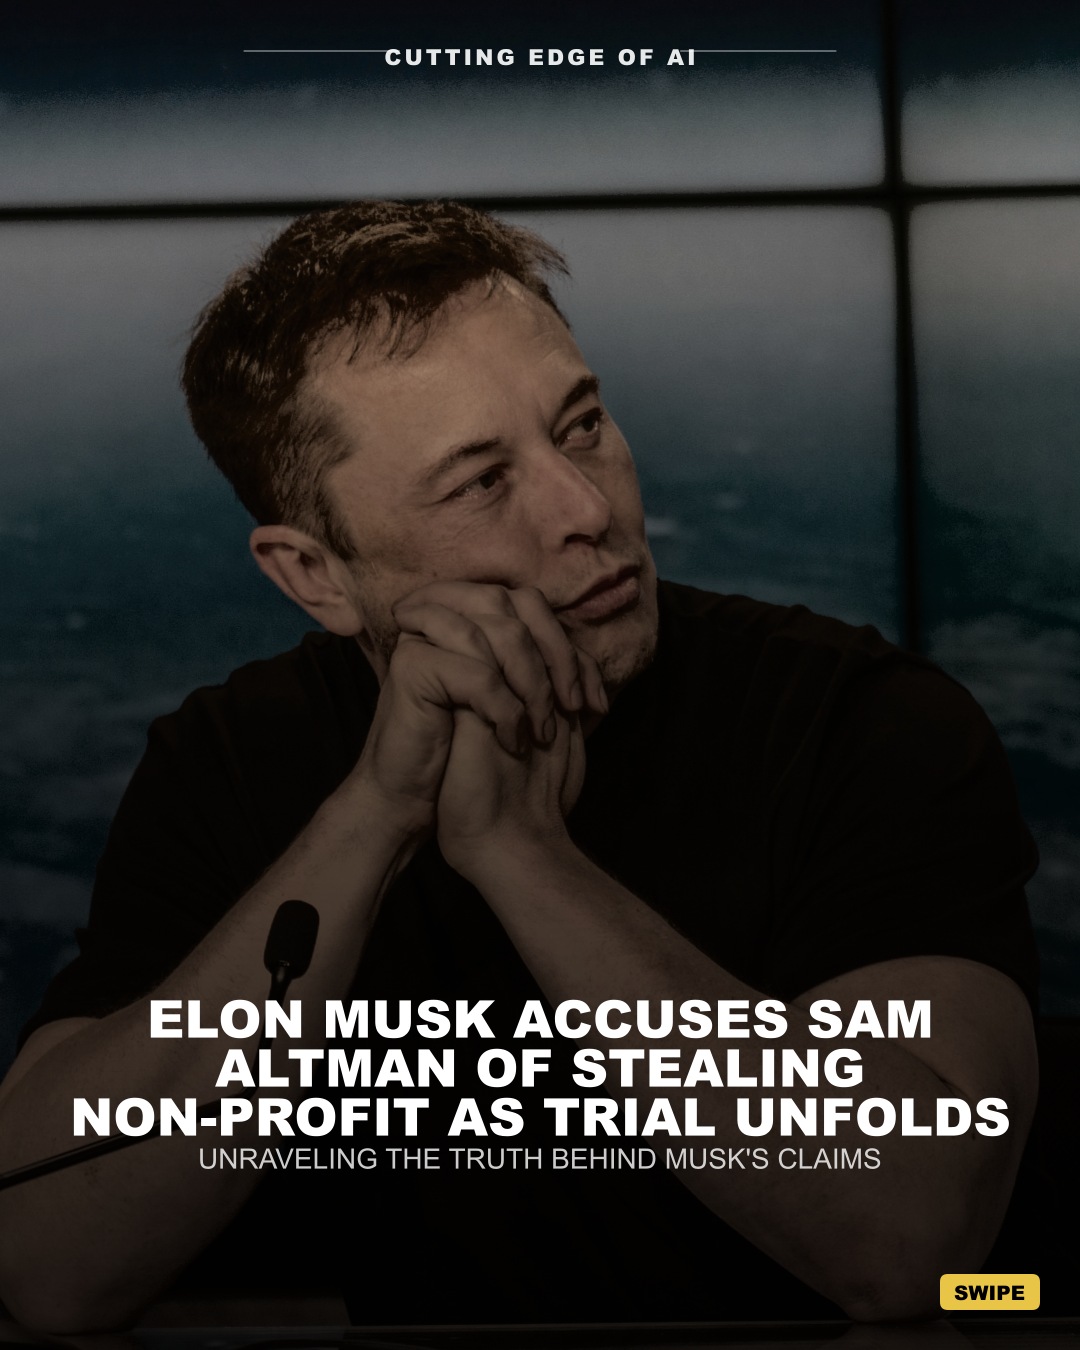 CUTTING EDGE OF AI
ELON MUSK ACCUSES SAM
ALTMAN OF STEALING
NON-PROFIT AS TRIAL UNFOLDS
UNRAVELING THE TRUTH BEHIND MUSK'S CLAIMS
SWIPE